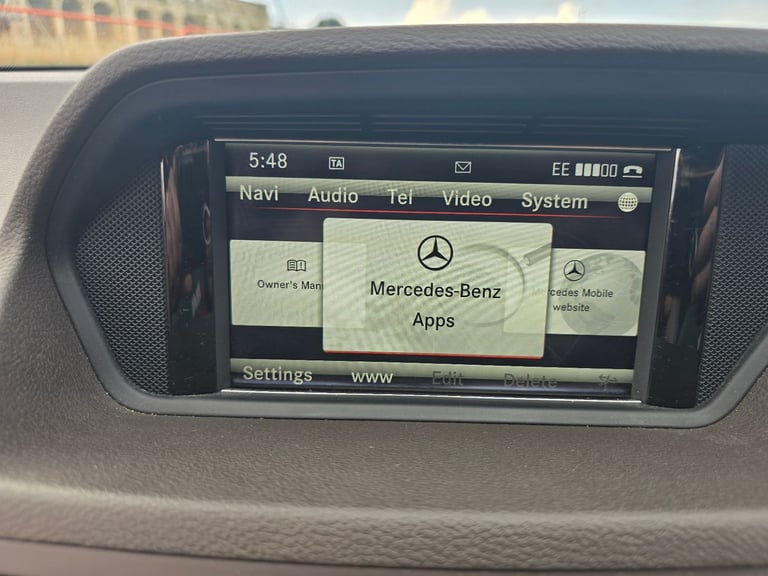 5:48 TA EE
Navi Audio Tel Video System
Owner's Man
Mercedes-Benz
Apps
Mercedes Mobile
website
Settings www Edit Delete